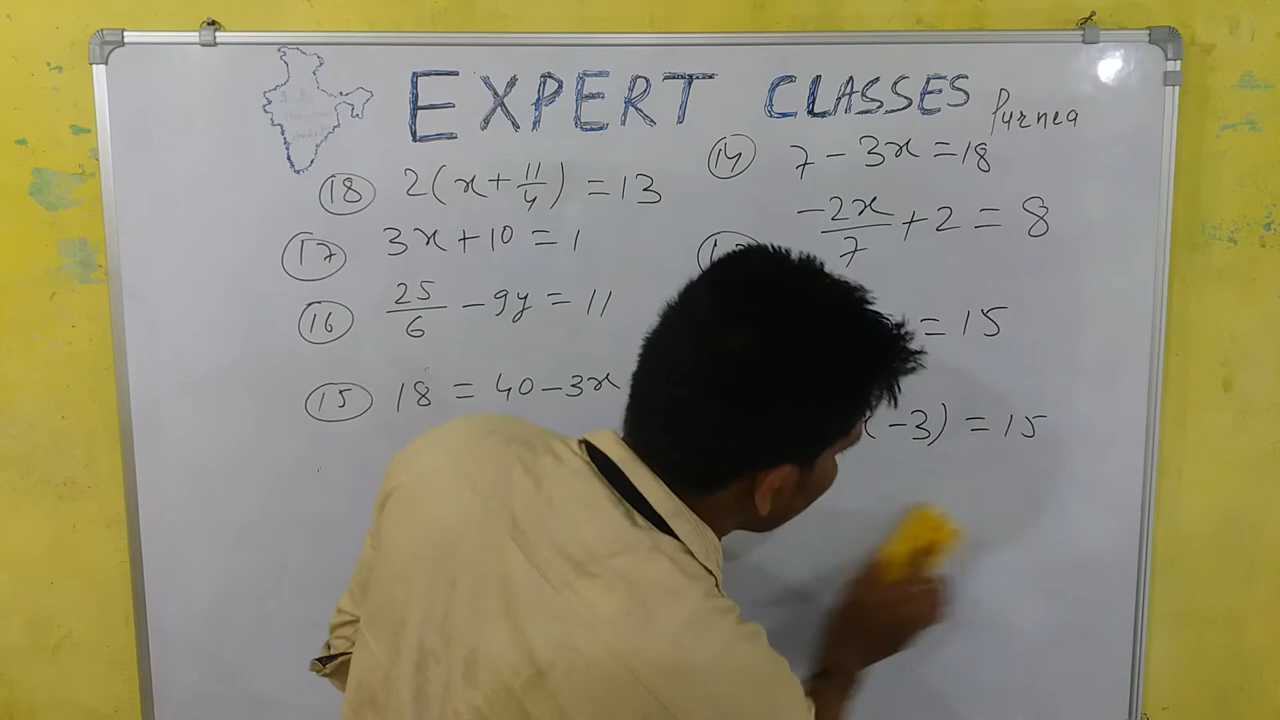 EXPERT CLASSES Purnea
(18) 2(x + 11/4) = 13
(17) 3x + 10 = 1
(16) 25/6 - 9y = 11
(15) 18 = 40 - 3x
(14) 7 - 3x = 18
-2x/7 + 2 = 8
= 15
- 3) = 15